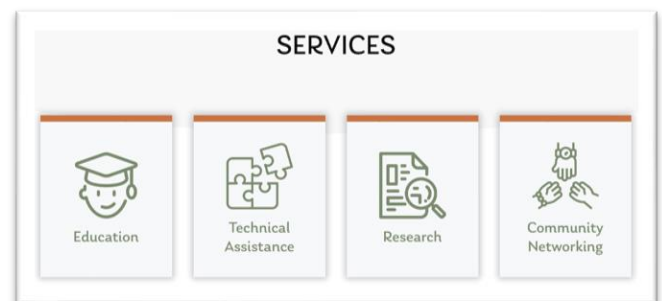 SERVICES
Education
Technical
Assistance
Research
Community
Networking